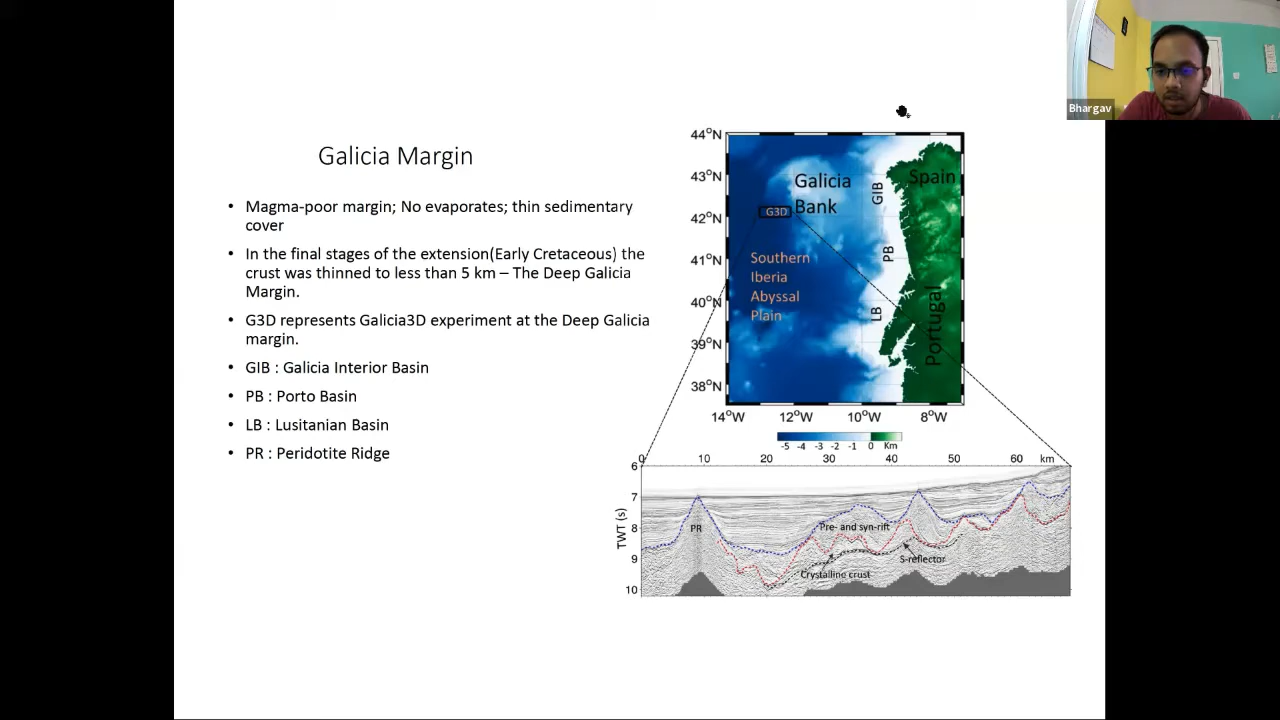 Bhargav
Galicia Margin
• Magma-poor margin; No evaporates; thin sedimentary
cover
• In the final stages of the extension(Early Cretaceous) the
crust was thinned to less than 5 km – The Deep Galicia
Margin.
• G3D represents Galicia3D experiment at the Deep Galicia
margin.
• GIB : Galicia Interior Basin
• PB : Porto Basin
• LB : Lusitanian Basin
• PR : Peridotite Ridge
44°N
43°N
42°N
41°N
40°N
39°N
38°N
Galicia
Bank
GIB
Spain
G3D
PB
Southern
Iberia
Abyssal
Plain
LB
Portugal
14°W 12°W 10°W 8°W
-5 -4 -3 -2 -1 0 Km
0 10 20 30 40 50 60 km
6
7
8
9
10
TWT (s)
PR
Pre- and syn-rift
S-reflector
Crystalline crust